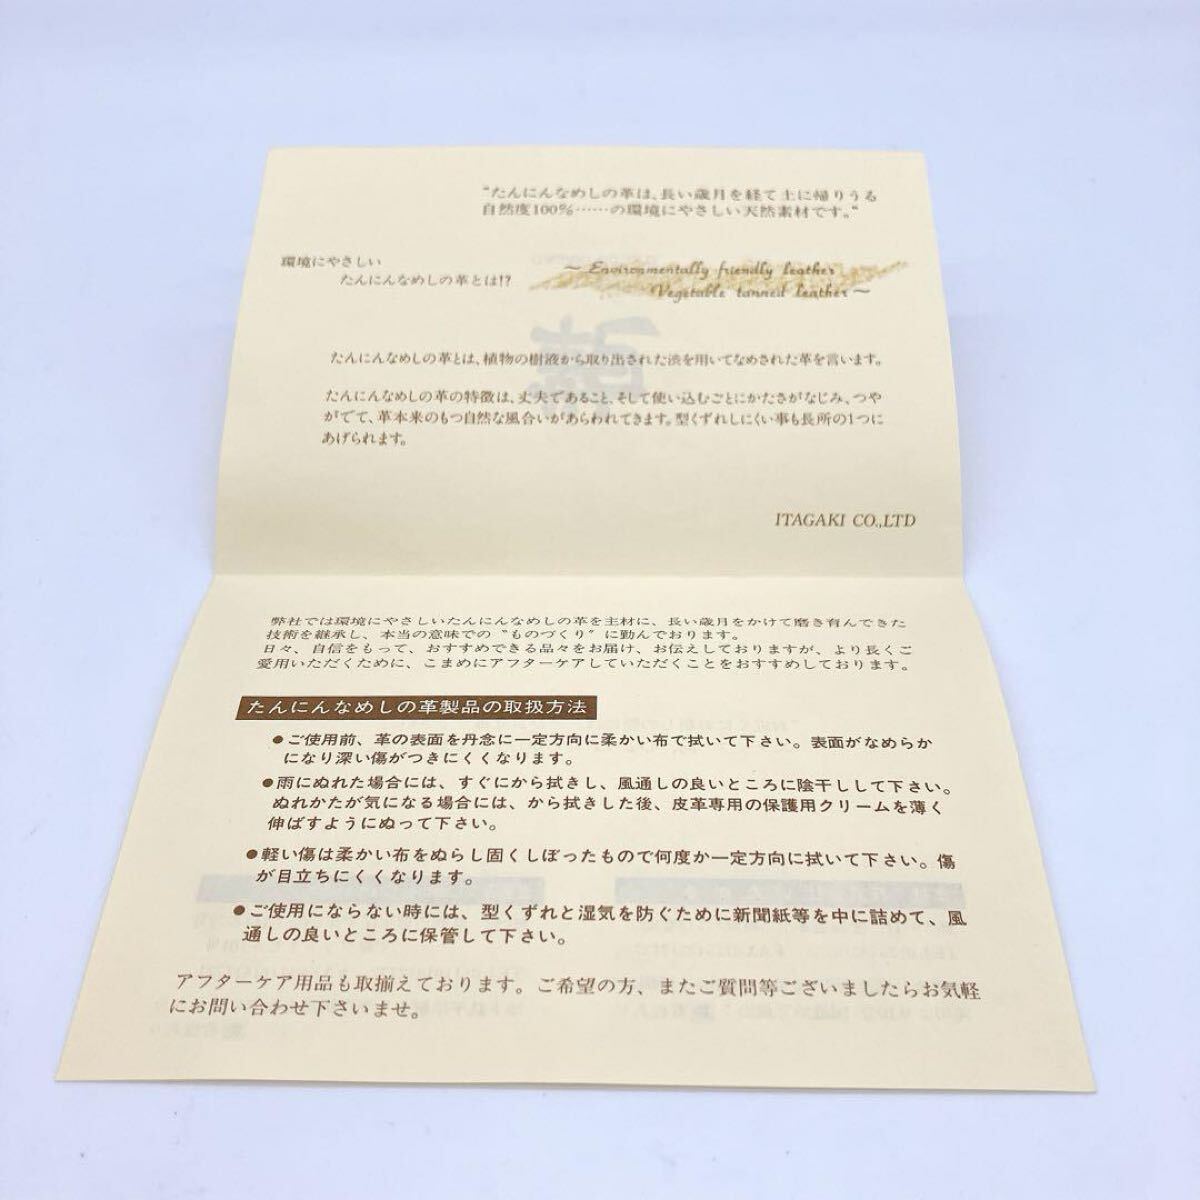 “たんにんなめしの革は、長い歳月を経て土に帰りうる
自然度100%……の環境にやさしい天然素材です。”
環境にやさしい
たんにんなめしの革とは!?
～ Environmentally friendly leather
Vegetable tanned leather ～
たんにんなめしの革とは、植物の樹液から取り出された渋を用いてなめされた革を言います。
たんにんなめしの革の特徴は、丈夫であること、そして使い込むごとにかたさがなじみ、つや
がでて、革本来のもつ自然な風合いがあらわれてきます。型くずれしにくい事も長所の1つに
あげられます。
ITAGAKI CO.,LTD
弊社では環境にやさしいたんにんなめしの革を主材に、長い歳月をかけて磨き育んできた
技術を継承し、本当の意味での“ものづくり”に勤んでおります。
日々、自信をもって、おすすめできる品々をお届け、お伝えしておりますが、より長くご
愛用いただくために、こまめにアフターケアしていただくことをおすすめしております。
たんにんなめしの革製品の取扱方法
●ご使用前、革の表面を丹念に一定方向に柔かい布で拭いて下さい。表面がなめらか
になり深い傷がつきにくくなります。
●雨にぬれた場合には、すぐにから拭きし、風通しの良いところに陰干しして下さい。
ぬれかたが気になる場合には、から拭きした後、皮革専用の保護用クリームを薄く
伸ばすようにぬって下さい。
●軽い傷は柔かい布をぬらし固くしぼったもので何度か一定方向に拭いて下さい。傷
が目立ちにくくなります。
●ご使用にならない時には、型くずれと湿気を防ぐために新聞紙等を中に詰めて、風
通しの良いところに保管して下さい。
アフターケア用品も取揃えております。ご希望の方、またご質問等ございましたらお気軽
にお問い合わせ下さいませ。